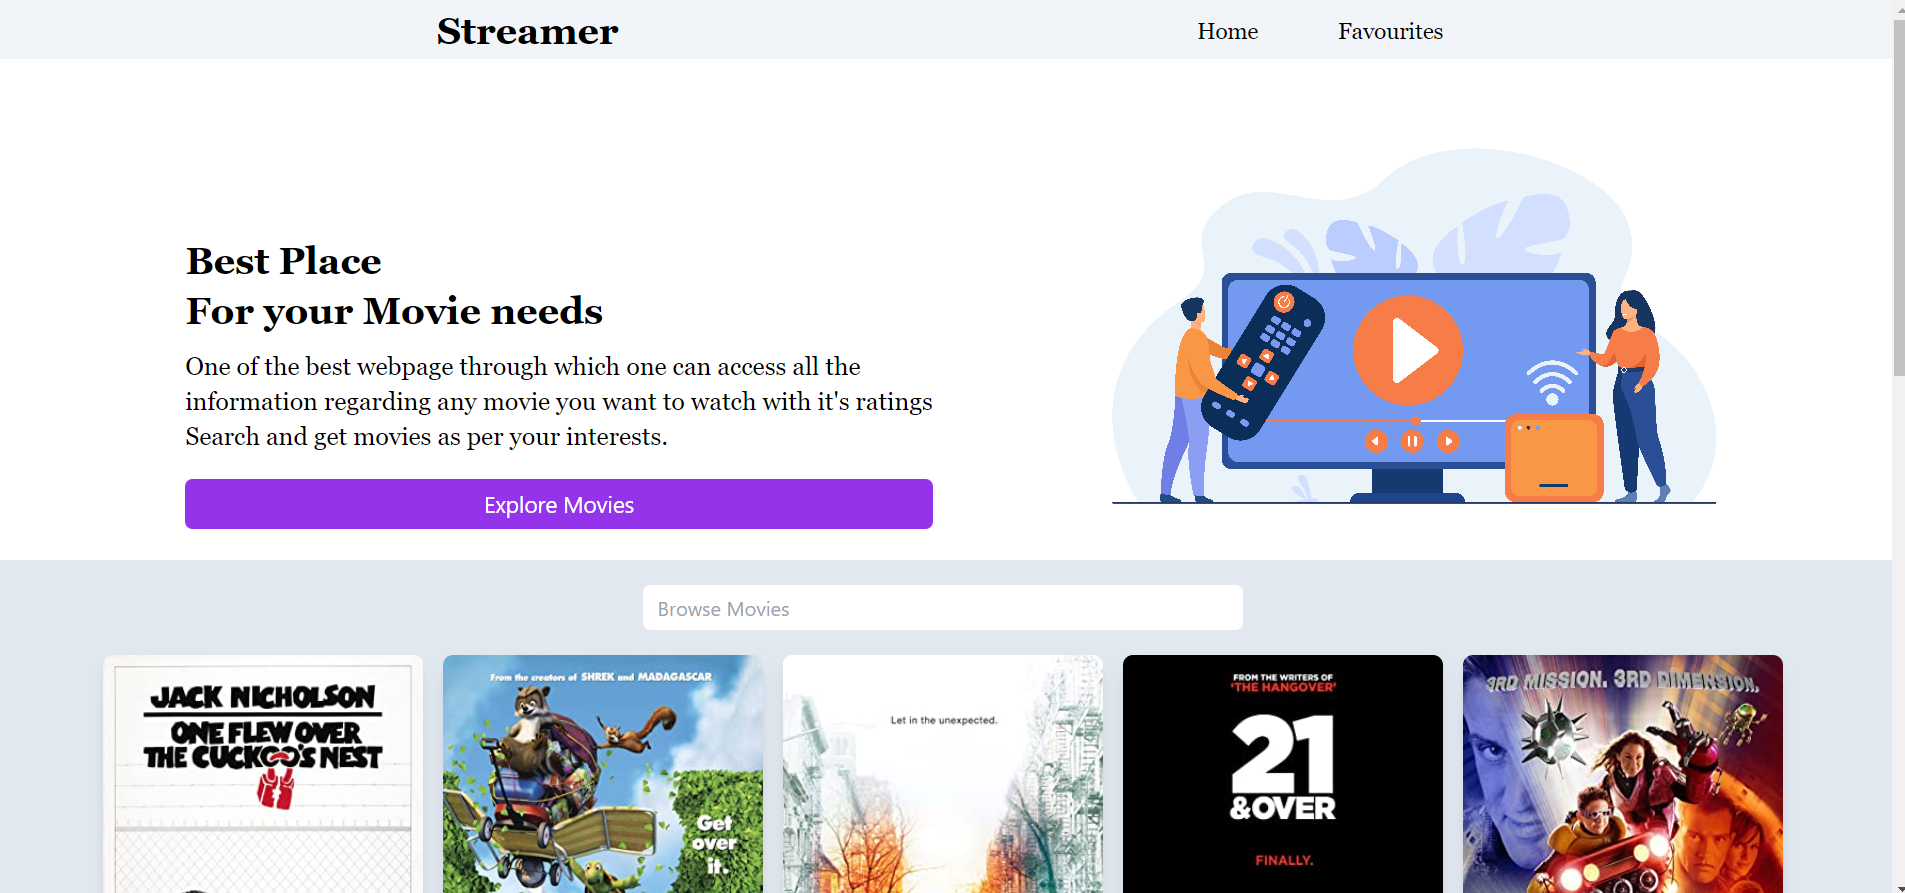 Streamer
Home
Favourites
Best Place
For your Movie needs
One of the best webpage through which one can access all the
information regarding any movie you want to watch with it's ratings
Search and get movies as per your interests.
Explore Movies
Browse Movies
JACK NICHOLSON
ONE FLEW OVER
THE CUCKOO'S NEST
From the creators of SHREK and MADAGASCAR
Get
over
it.
Let in the unexpected.
FROM THE WRITERS OF
'THE HANGOVER'
21
&OVER
FINALLY.
3RD MISSION. 3RD DIMENSION.